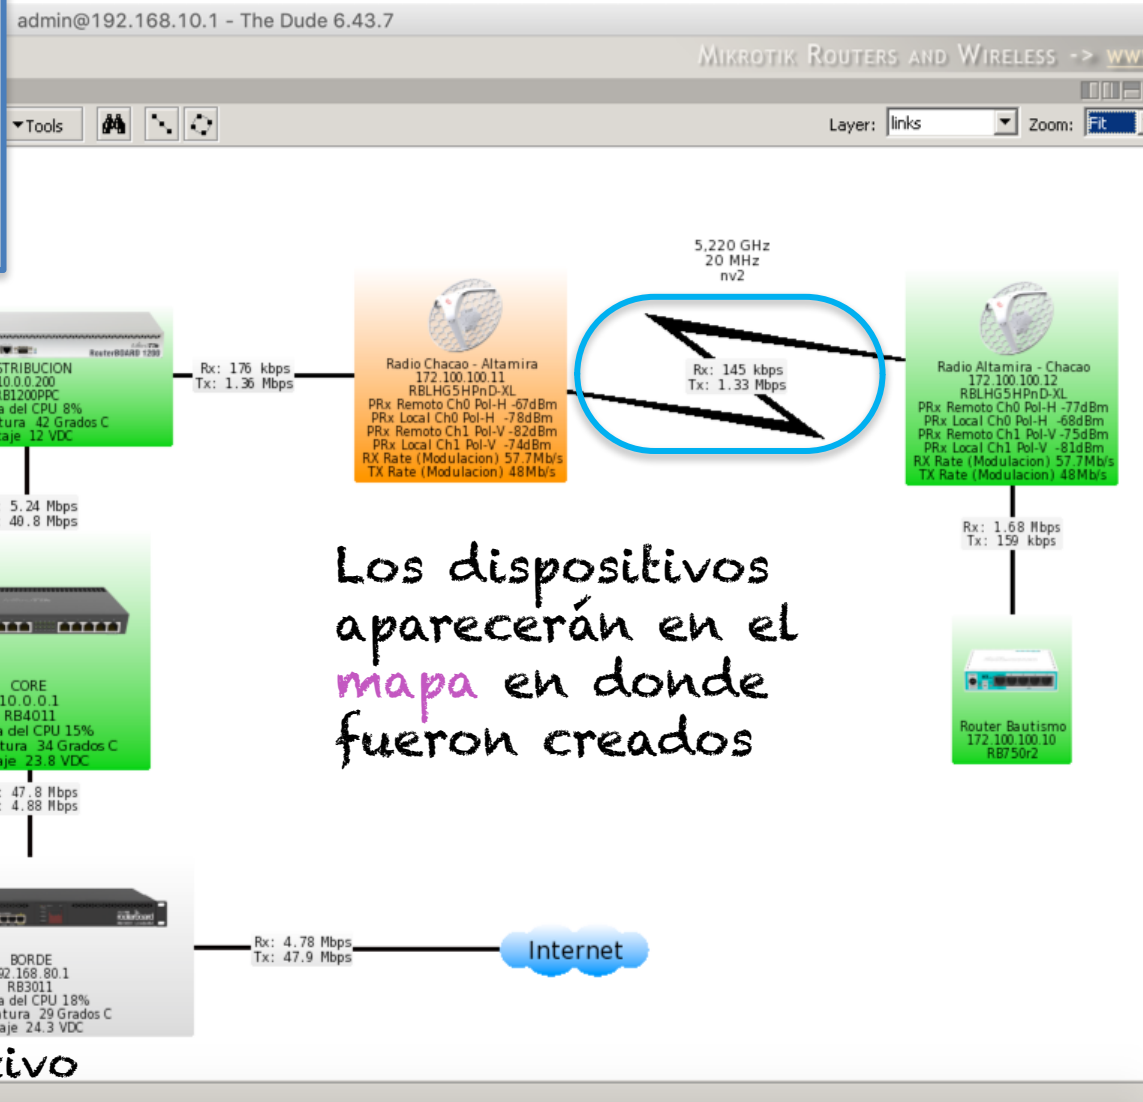 admin@192.168.10.1 - The Dude 6.43.7
MIKROTIK ROUTERS AND WIRELESS ->
Tools
Layer: links
Zoom: Fit
5,220 GHz
20 MHz
nv2
RouterBOARD 1200
STRIBUCION
10.0.0.200
RB1200PPC
a del CPU 8%
tura 42 Grados C
aje 12 VDC
Rx: 176 kbps
Tx: 1.36 Mbps
Radio Chacao - Altamira
172.100.100.11
RBLHG5HPnD-XL
PRx Remoto Ch0 Pol-H -67dBm
PRx Local Ch0 Pol-H -78dBm
PRx Remoto Ch1 Pol-V -82dBm
PRx Local Ch1 Pol-V -74dBm
RX Rate (Modulacion) 57.7Mb/s
TX Rate (Modulacion) 48Mb/s
Rx: 145 kbps
Tx: 1.33 Mbps
Radio Altamira - Chacao
172.100.100.12
RBLHG5HPnD-XL
PRx Remoto Ch0 Pol-H -77dBm
PRx Local Ch0 Pol-H -68dBm
PRx Remoto Ch1 Pol-V -75dBm
PRx Local Ch1 Pol-V -81dBm
RX Rate (Modulacion) 57.7Mb/s
TX Rate (Modulacion) 48Mb/s
5.24 Mbps
40.8 Mbps
Rx: 1.68 Mbps
Tx: 159 kbps
Los dispositivos
aparecerán en el
mapa en donde
fueron creados
CORE
10.0.0.1
RB4011
a del CPU 15%
tura 34 Grados C
aje 23.8 VDC
Router Bautismo
172.100.100.10
RB750r2
: 47.8 Mbps
: 4.88 Mbps
BORDE
92.168.80.1
RB3011
a del CPU 18%
tura 29 Grados C
aje 24.3 VDC
Rx: 4.78 Mbps
Tx: 47.9 Mbps
Internet
tivo